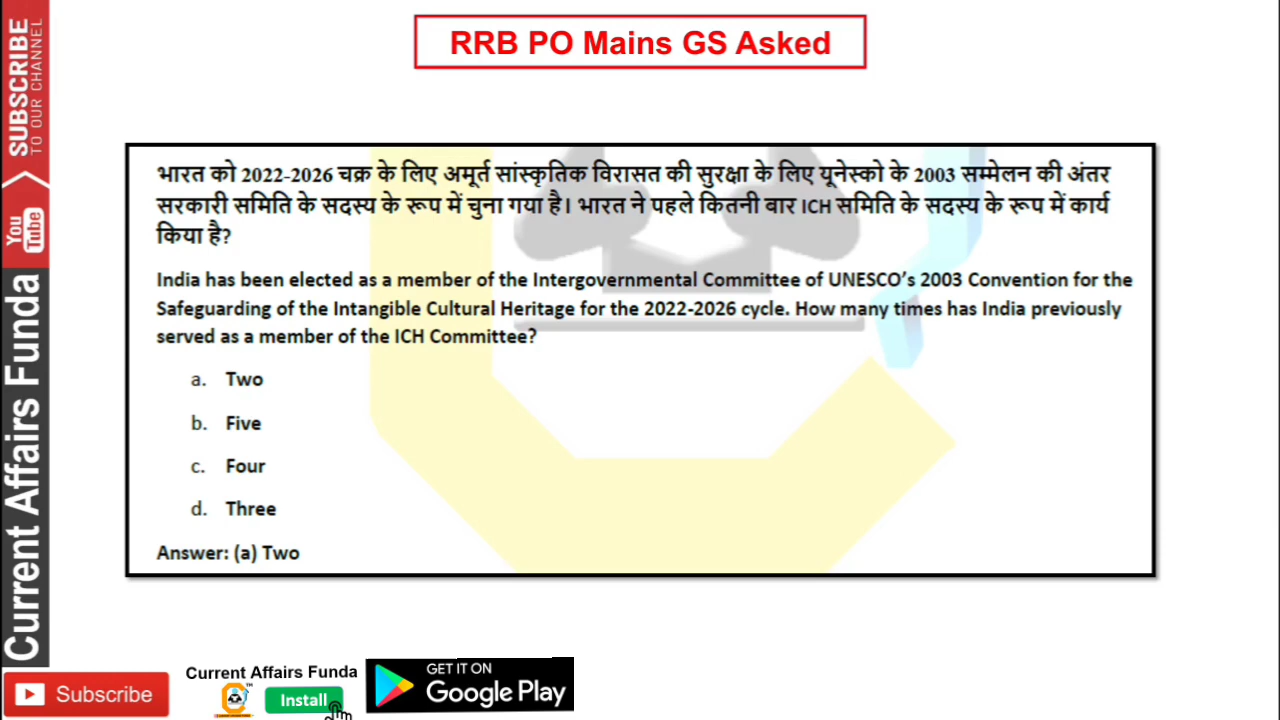 RRB PO Mains GS Asked
SUBSCRIBE
TO OUR CHANNEL
You
Tube
Current Affairs Funda
भारत को 2022-2026 चक्र के लिए अमूर्त सांस्कृतिक विरासत की सुरक्षा के लिए यूनेस्को के 2003 सम्मेलन की अंतर
सरकारी समिति के सदस्य के रूप में चुना गया है। भारत ने पहले कितनी बार ICH समिति के सदस्य के रूप में कार्य
किया है?
India has been elected as a member of the Intergovernmental Committee of UNESCO's 2003 Convention for the
Safeguarding of the Intangible Cultural Heritage for the 2022-2026 cycle. How many times has India previously
served as a member of the ICH Committee?
a. Two
b. Five
c. Four
d. Three
Answer: (a) Two
Subscribe
Current Affairs Funda
Install
GET IT ON
Google Play